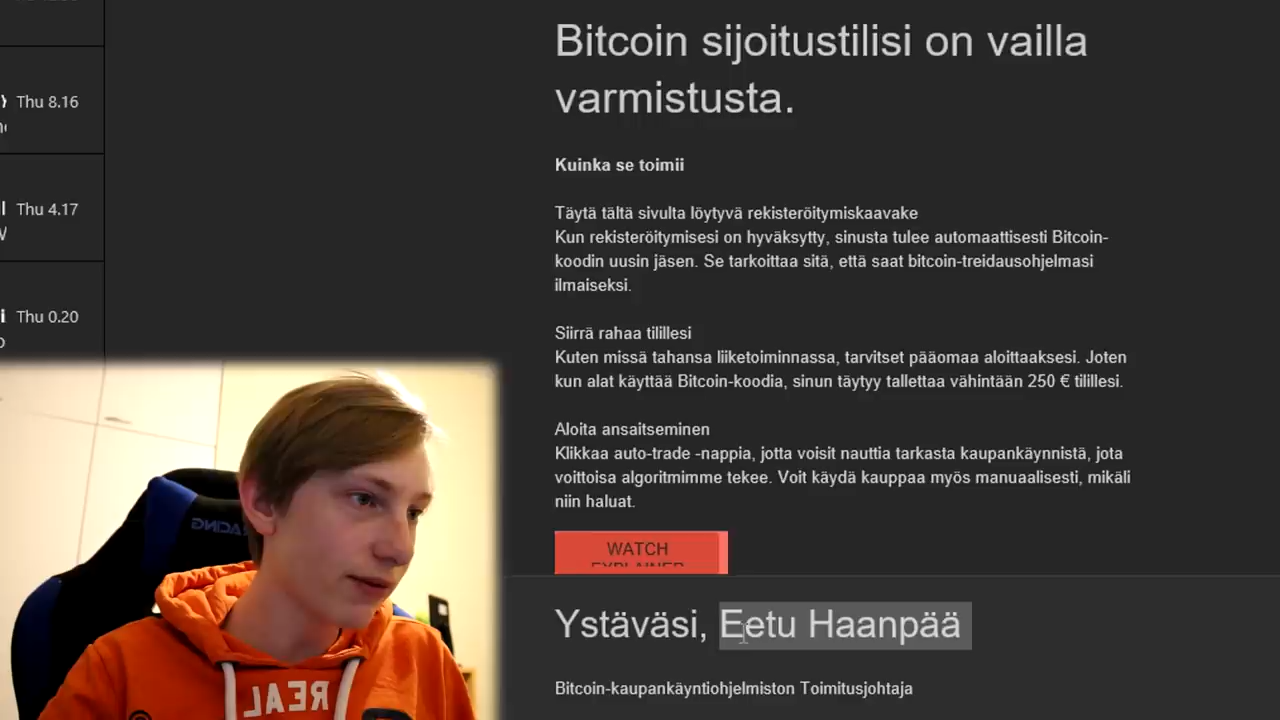 Bitcoin sijoitustilisi on vailla
varmistusta.
Thu 8.16
Kuinka se toimii
Thu 4.17
Täytä tältä sivulta löytyvä rekisteröitymiskaavake
Kun rekisteröitymisesi on hyväksytty, sinusta tulee automaattisesti Bitcoin-
koodin uusin jäsen. Se tarkoittaa sitä, että saat bitcoin-treidausohjelmasi
ilmaiseksi.
Thu 0.20
Siirrä rahaa tilillesi
Kuten missä tahansa liiketoiminnassa, tarvitset pääomaa aloittaaksesi. Joten
kun alat käyttää Bitcoin-koodia, sinun täytyy tallettaa vähintään 250 € tilillesi.
Aloita ansaitseminen
Klikkaa auto-trade -nappia, jotta voisit nauttia tarkasta kaupankäynnistä, jota
voittoisa algoritmimme tekee. Voit käydä kauppaa myös manuaalisesti, mikäli
niin haluat.
WATCH
EXPLAINER
Ystäväsi, Eetu Haanpää
Bitcoin-kaupankäyntiohjelmiston Toimitusjohtaja
RACING
REAL